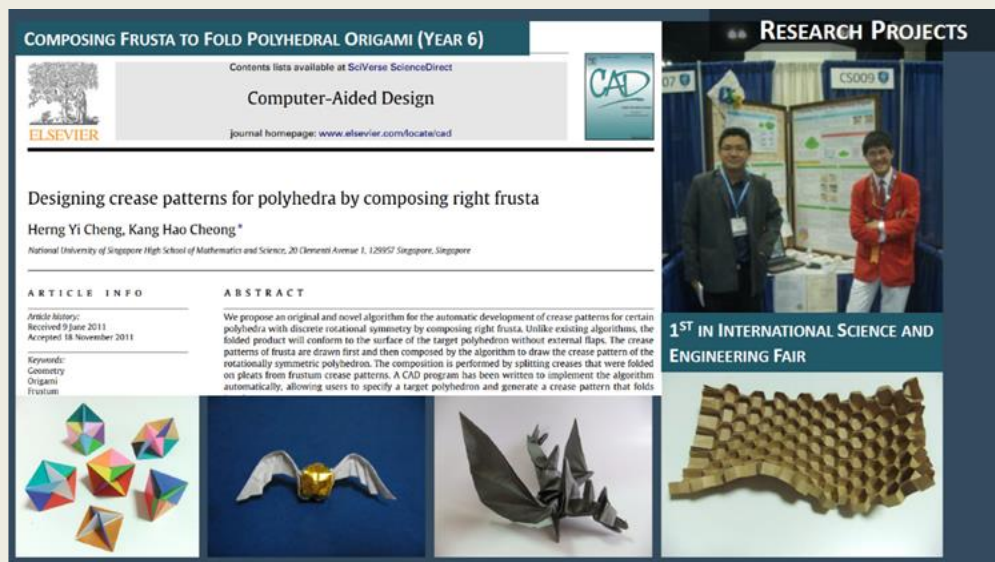 RESEARCH PROJECTS
COMPOSING FRUSTA TO FOLD POLYHEDRAL ORIGAMI (YEAR 6)
Contents lists available at SciVerse ScienceDirect
Computer-Aided Design
journal homepage: www.elsevier.com/locate/cad
ELSEVIER
CAD
Designing crease patterns for polyhedra by composing right frusta
Herng Yi Cheng, Kang Hao Cheong*
National University of Singapore High School of Mathematics and Science, 20 Clementi Avenue 1, 129957 Singapore, Singapore
ARTICLE INFO
Article history:
Received 9 June 2011
Accepted 18 November 2011
Keywords:
Geometry
Origami
Frustum
ABSTRACT
We propose an original and novel algorithm for the automatic development of crease patterns for certain
polyhedra with discrete rotational symmetry by composing right frusta. Unlike existing algorithms, the
folded product will conform to the surface of the target polyhedron without external flaps. The crease
patterns of frusta are drawn first and then composed by the algorithm to draw the crease pattern of the
rotationally symmetric polyhedron. The composition is performed by splitting creases that were folded
on pleats from frustum crease patterns. A CAD program has been written to implement the algorithm
automatically, allowing users to specify a target polyhedron and generate a crease pattern that folds
07
CS009
1ST IN INTERNATIONAL SCIENCE AND
ENGINEERING FAIR